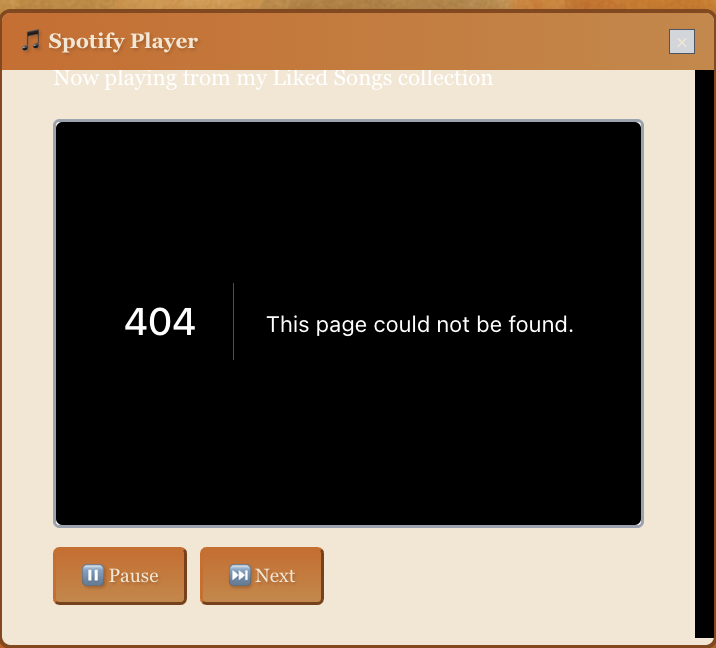 🎵 Spotify Player
×
Now playing from my Liked Songs collection
404
This page could not be found.
⏸️ Pause
⏭️ Next